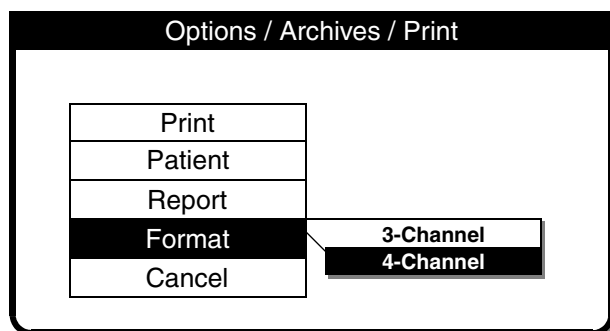 Options / Archives / Print
Print
Patient
Report
Format
3-Channel
4-Channel
Cancel